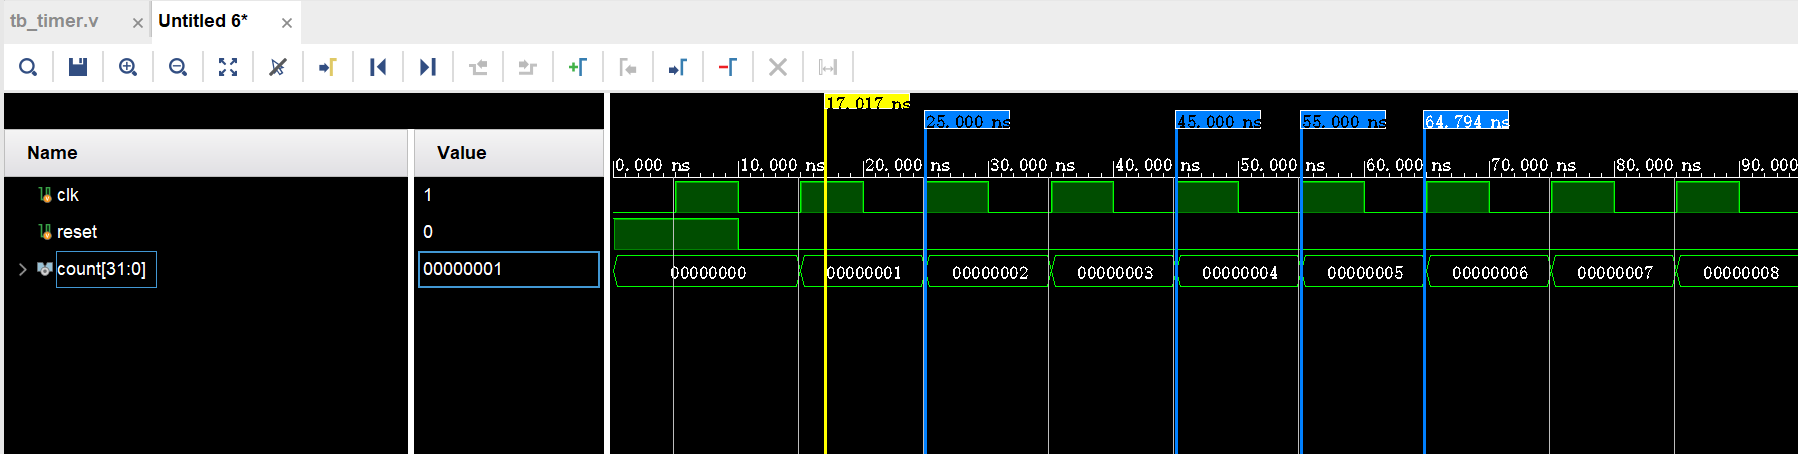 tb_timer.v × Untitled 6* ×
17.017 ns
25.000 ns 45.000 ns 55.000 ns 64.794 ns
Name Value
0.000 ns 10.000 ns 20.000 ns 30.000 ns 40.000 ns 50.000 ns 60.000 ns 70.000 ns 80.000 ns 90.000
clk 1
reset 0
count[31:0] 00000001 00000000 00000001 00000002 00000003 00000004 00000005 00000006 00000007 00000008